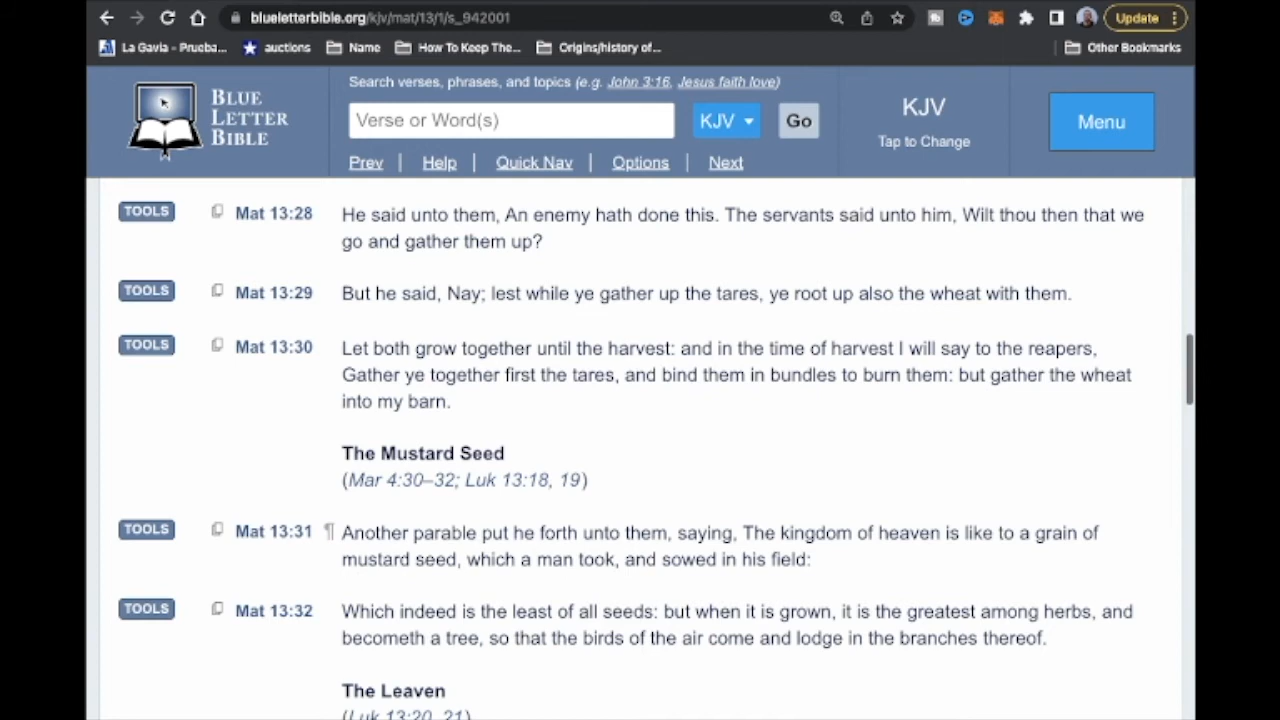 blueletterbible.org/kjv/mat/13/1/s_942001
Update
La Gavia - Prueba...
auctions
Name
How To Keep The...
Origins/history of...
Other Bookmarks
BLUE
LETTER
BIBLE
Search verses, phrases, and topics (e.g. John 3:16, Jesus faith love)
Verse or Word(s)
KJV
Go
Prev | Help | Quick Nav | Options | Next
KJV
Tap to Change
Menu
TOOLS Mat 13:28 He said unto them, An enemy hath done this. The servants said unto him, Wilt thou then that we
go and gather them up?
TOOLS Mat 13:29 But he said, Nay; lest while ye gather up the tares, ye root up also the wheat with them.
TOOLS Mat 13:30 Let both grow together until the harvest: and in the time of harvest I will say to the reapers,
Gather ye together first the tares, and bind them in bundles to burn them: but gather the wheat
into my barn.
The Mustard Seed
(Mar 4:30–32; Luk 13:18, 19)
TOOLS Mat 13:31 ¶ Another parable put he forth unto them, saying, The kingdom of heaven is like to a grain of
mustard seed, which a man took, and sowed in his field:
TOOLS Mat 13:32 Which indeed is the least of all seeds: but when it is grown, it is the greatest among herbs, and
becometh a tree, so that the birds of the air come and lodge in the branches thereof.
The Leaven
(Luk 13:20, 21)